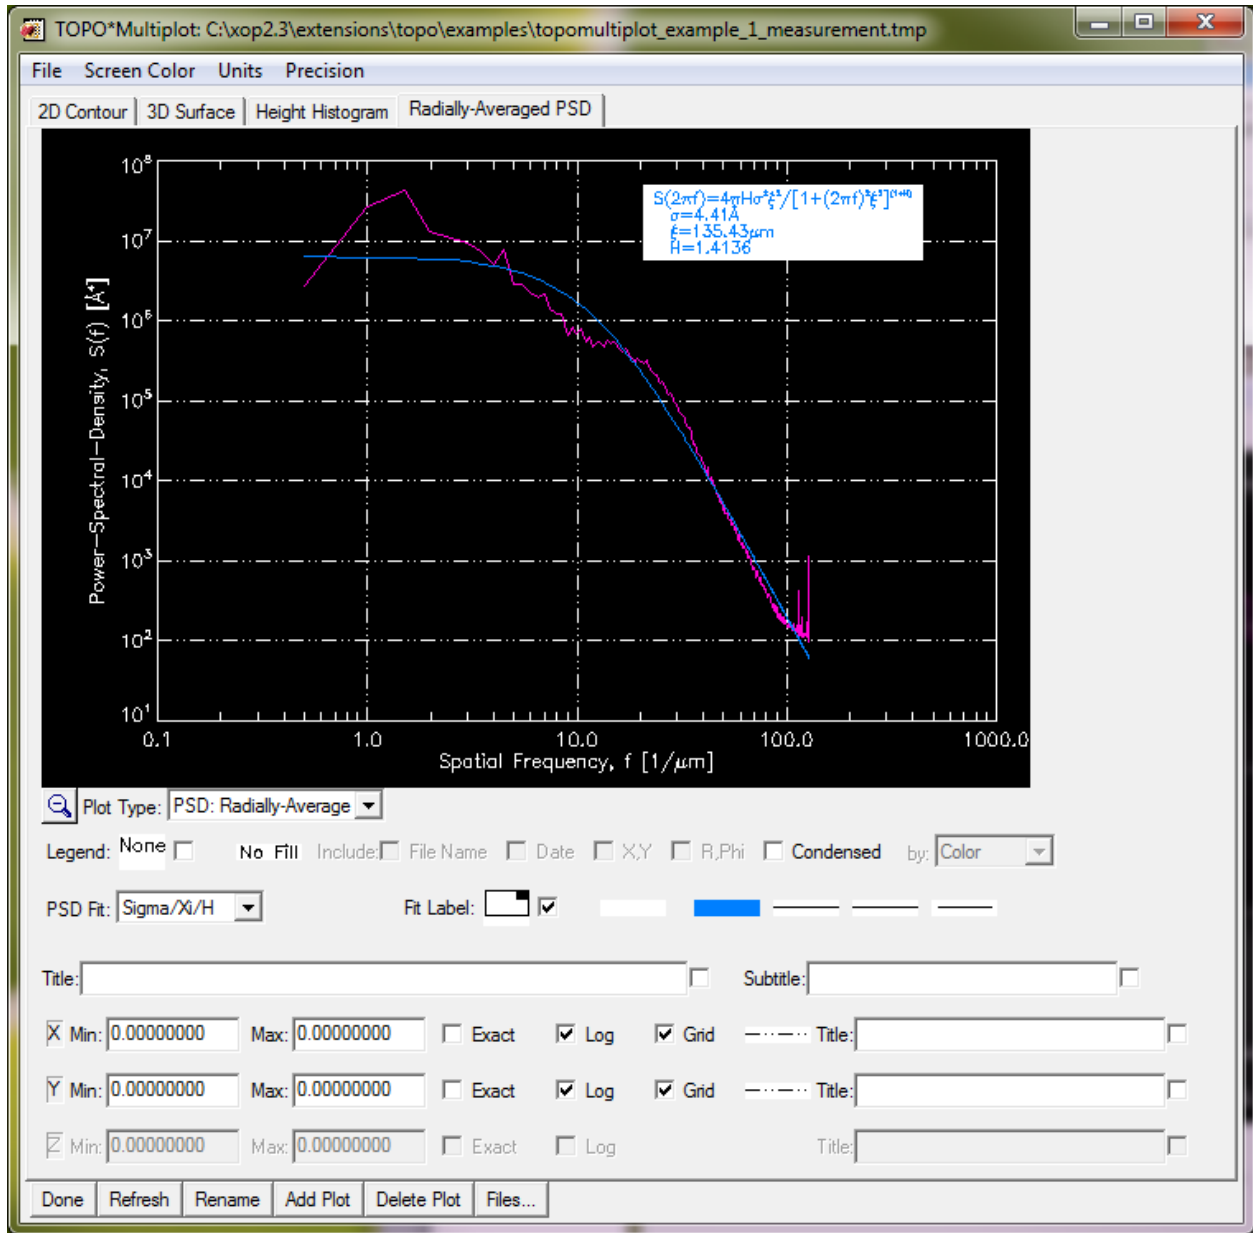 TOPO*Multiplot: C:\xop2.3\extensions\topo\examples\topomultiplot_example_1_measurement.tmp
File Screen Color Units Precision
2D Contour 3D Surface Height Histogram Radially-Averaged PSD
S(2πf)=4πHσ²ξ²/[1+(2πf)²ξ²]⁽¹⁺ᴴ⁾
σ=4.41Å
ξ=135.43μm
H=1.4136
10⁸
10⁷
10⁶
10⁵
10⁴
10³
10²
10¹
Power-Spectral-Density, S(f) [Å⁴]
0.1 1.0 10.0 100.0 1000.0
Spatial Frequency, f [1/μm]
Plot Type: PSD: Radially-Average
Legend: None No Fill Include: File Name Date X,Y R,Phi Condensed by: Color
PSD Fit: Sigma/Xi/H Fit Label:
Title: Subtitle:
X Min: 0.00000000 Max: 0.00000000 Exact Log Grid Title:
Y Min: 0.00000000 Max: 0.00000000 Exact Log Grid Title:
Z Min: 0.00000000 Max: 0.00000000 Exact Log Title:
Done Refresh Rename Add Plot Delete Plot Files...